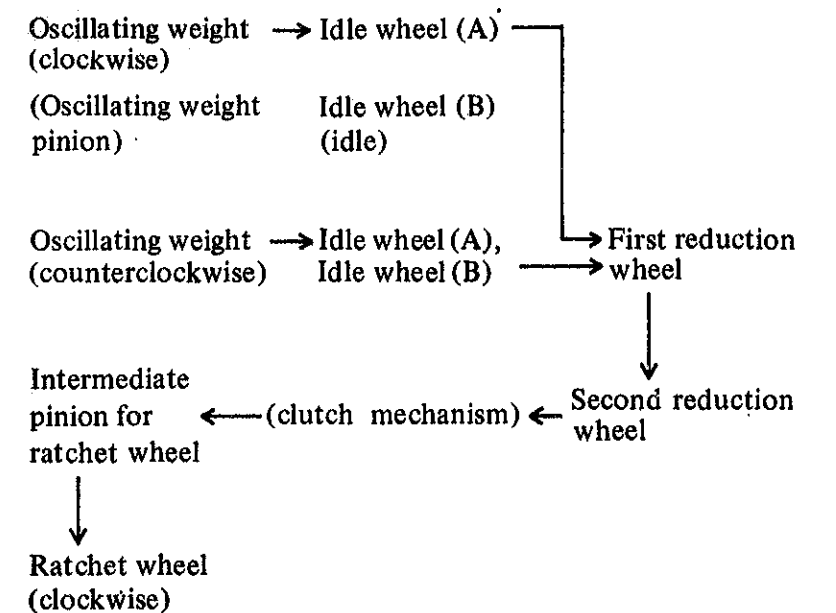 Oscillating weight → Idle wheel (A)
(clockwise)
(Oscillating weight Idle wheel (B)
pinion) (idle)
Oscillating weight → Idle wheel (A), → First reduction
(counterclockwise) Idle wheel (B) → wheel
Intermediate
pinion for ← (clutch mechanism) ← Second reduction
ratchet wheel wheel
Ratchet wheel
(clockwise)